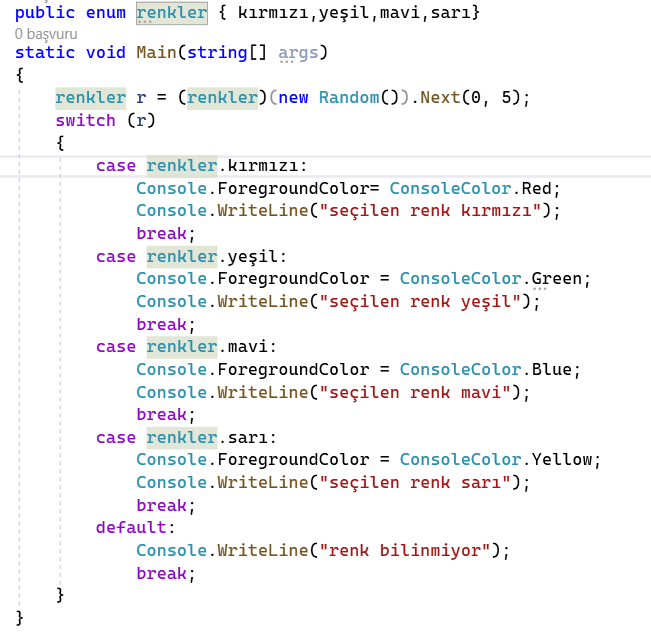 public enum renkler { kırmızı,yeşil,mavi,sarı}
0 başvuru
static void Main(string[] args)
{
    renkler r = (renkler)(new Random()).Next(0, 5);
    switch (r)
    {
        case renkler.kırmızı:
            Console.ForegroundColor= ConsoleColor.Red;
            Console.WriteLine("seçilen renk kırmızı");
            break;
        case renkler.yeşil:
            Console.ForegroundColor = ConsoleColor.Green;
            Console.WriteLine("seçilen renk yeşil");
            break;
        case renkler.mavi:
            Console.ForegroundColor = ConsoleColor.Blue;
            Console.WriteLine("seçilen renk mavi");
            break;
        case renkler.sarı:
            Console.ForegroundColor = ConsoleColor.Yellow;
            Console.WriteLine("seçilen renk sarı");
            break;
        default:
            Console.WriteLine("renk bilinmiyor");
            break;
    }
}